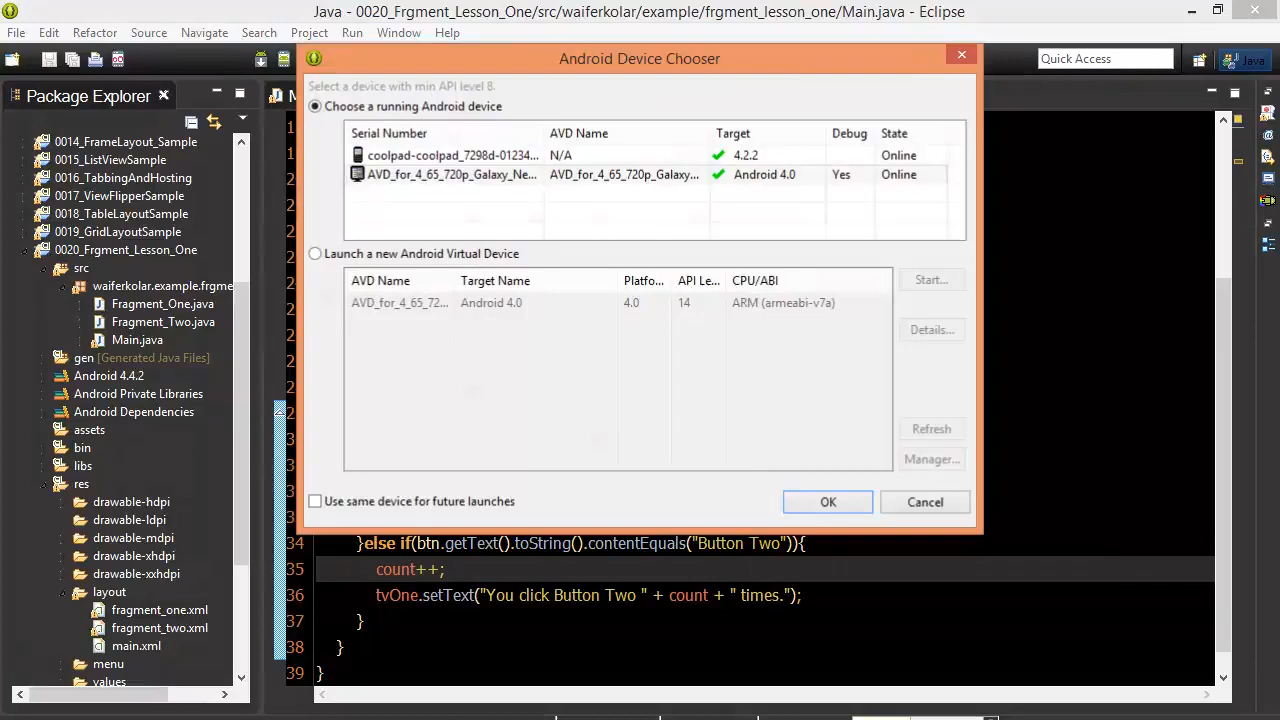 Java - 0020_Frgment_Lesson_One/src/waiferkolar/example/frgment_lesson_one/Main.java - Eclipse
File Edit Refactor Source Navigate Search Project Run Window Help
Quick Access
Java
Package Explorer
0014_FrameLayout_Sample
0015_ListViewSample
0016_TabbingAndHosting
0017_ViewFlipperSample
0018_TableLayoutSample
0019_GridLayoutSample
0020_Frgment_Lesson_One
src
waiferkolar.example.frgme
Fragment_One.java
Fragment_Two.java
Main.java
gen [Generated Java Files]
Android 4.4.2
Android Private Libraries
Android Dependencies
assets
bin
libs
res
drawable-hdpi
drawable-ldpi
drawable-mdpi
drawable-xhdpi
drawable-xxhdpi
layout
fragment_one.xml
fragment_two.xml
main.xml
menu
values
Android Device Chooser
Select a device with min API level 8.
Choose a running Android device
Serial Number AVD Name Target Debug State
coolpad-coolpad_7298d-01234... N/A 4.2.2 Online
AVD_for_4_65_720p_Galaxy_Ne... AVD_for_4_65_720p_Galaxy... Android 4.0 Yes Online
Launch a new Android Virtual Device
AVD Name Target Name Platfo... API Le... CPU/ABI
AVD_for_4_65_72... Android 4.0 4.0 14 ARM (armeabi-v7a)
Start...
Details...
Refresh
Manager...
Use same device for future launches
OK Cancel
34 }else if(btn.getText().toString().contentEquals("Button Two")){
35 count++;
36 tvOne.setText("You click Button Two " + count + " times.");
37 }
38 }
39 }